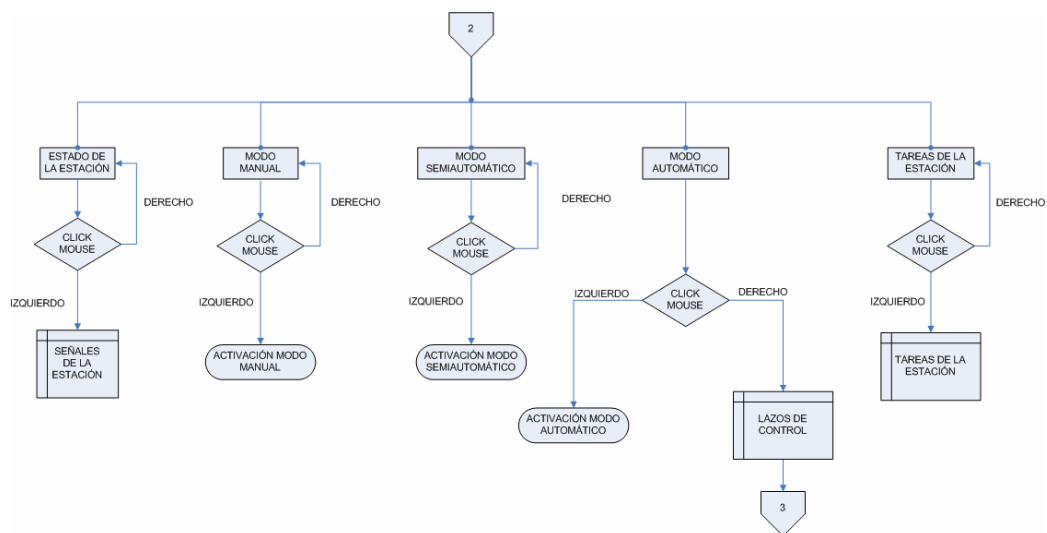 2
ESTADO DE
LA ESTACIÓN
MODO
MANUAL
MODO
SEMIAUTOMÁTICO
MODO
AUTOMÁTICO
TAREAS DE LA
ESTACIÓN
DERECHO
DERECHO
DERECHO
DERECHO
CLICK
MOUSE
CLICK
MOUSE
CLICK
MOUSE
CLICK
MOUSE
CLICK
MOUSE
IZQUIERDO
IZQUIERDO
IZQUIERDO
IZQUIERDO
DERECHO
IZQUIERDO
SEÑALES
DE LA
ESTACIÓN
ACTIVACIÓN MODO
MANUAL
ACTIVACIÓN MODO
SEMIAUTOMÁTICO
ACTIVACIÓN MODO
AUTOMÁTICO
LAZOS DE
CONTROL
TAREAS DE LA
ESTACIÓN
3